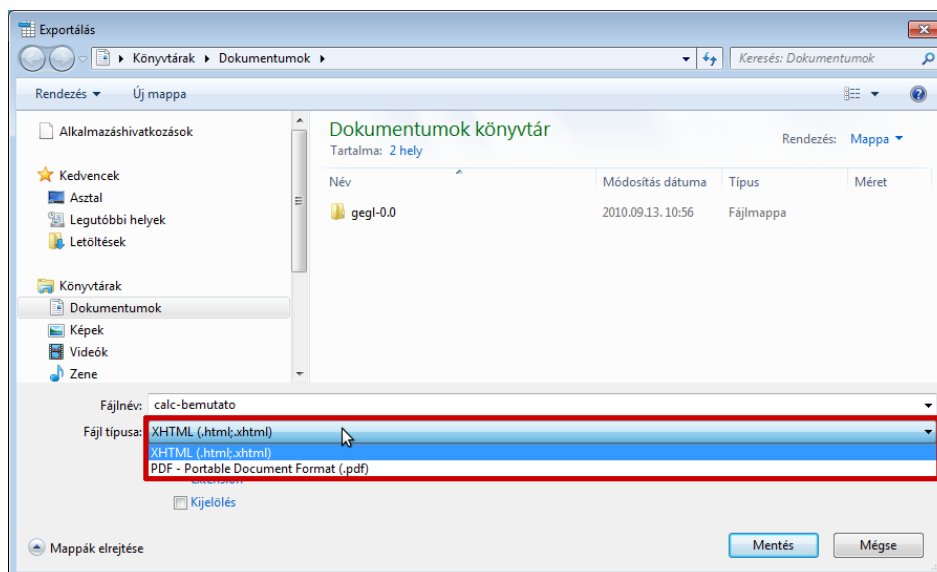 Exportálás
Könyvtárak Dokumentumok
Keresés: Dokumentumok
Rendezés Új mappa
Alkalmazáshivatkozások
Kedvencek
Asztal
Legutóbbi helyek
Letöltések
Könyvtárak
Dokumentumok
Képek
Videók
Zene
Dokumentumok könyvtár
Tartalma: 2 hely
Rendezés: Mappa
Név Módosítás dátuma Típus Méret
gegl-0.0 2010.09.13. 10:56 Fájlmappa
Fájlnév: calc-bemutato
Fájl típusa: XHTML (.html;.xhtml)
XHTML (.html;.xhtml)
PDF - Portable Document Format (.pdf)
extension
Kijelölés
Mappák elrejtése
Mentés Mégse